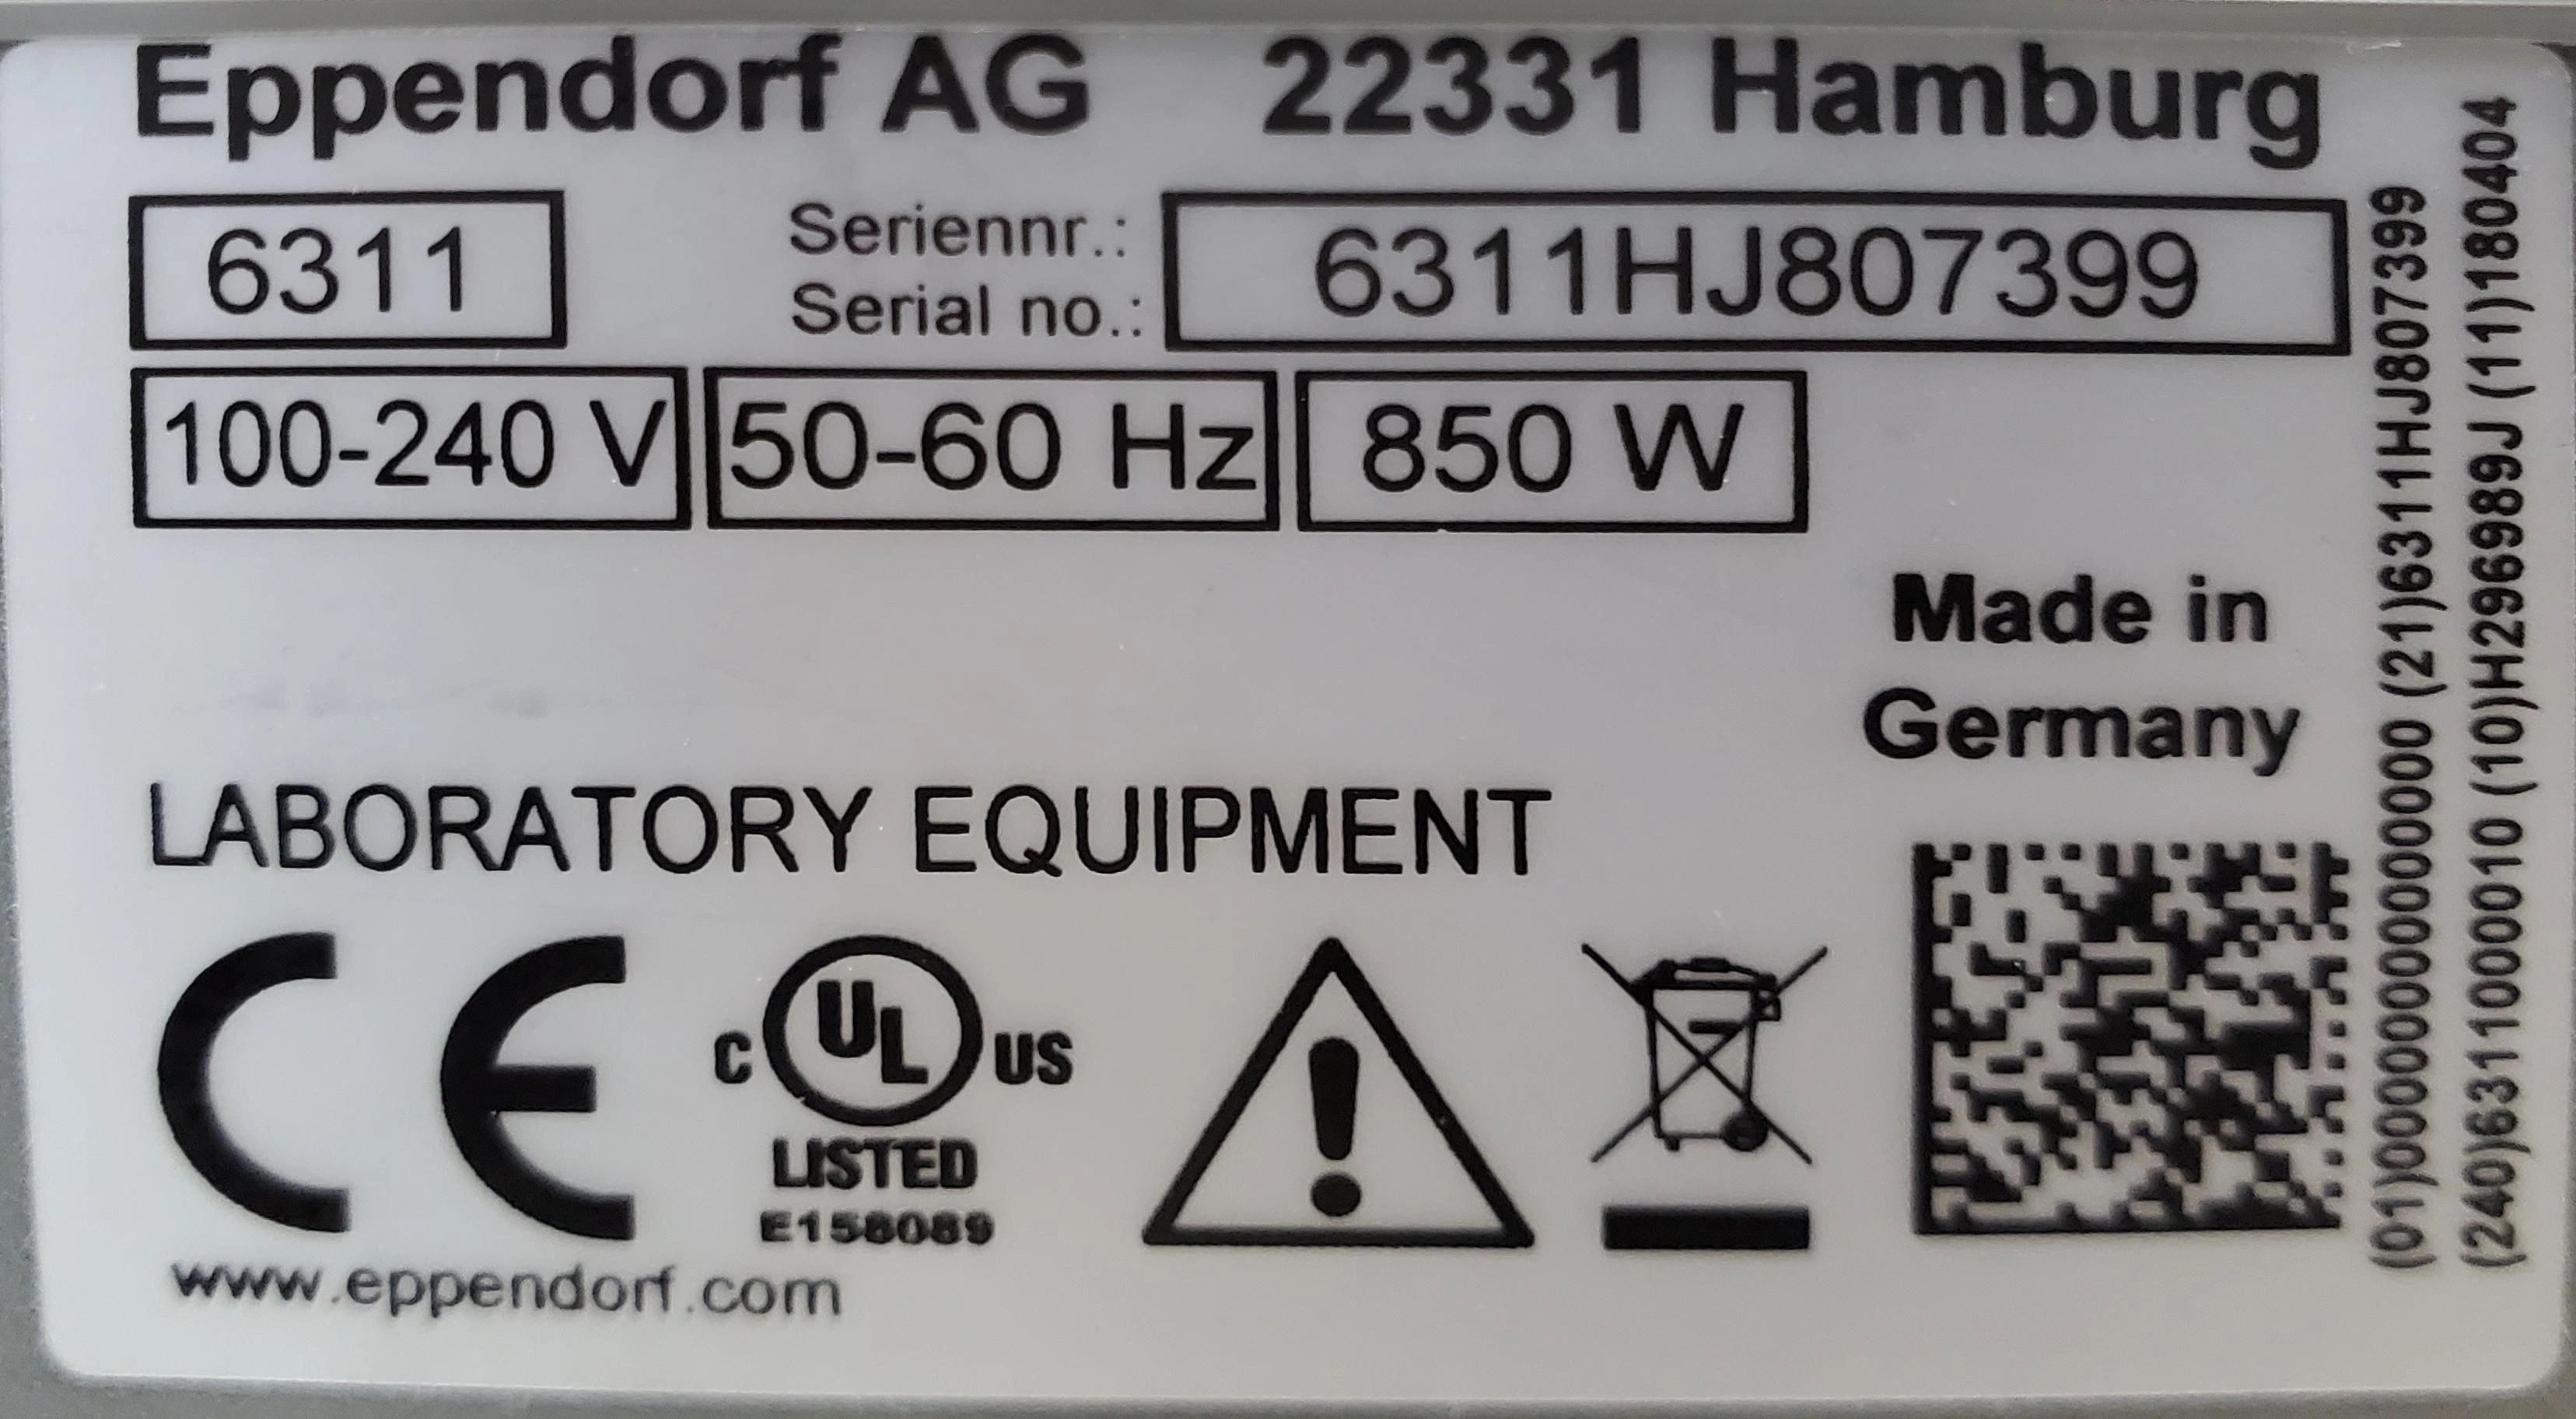 Eppendorf AG 22331 Hamburg
6311
Seriennr.:
Serial no.:
6311HJ807399
100-240 V 50-60 Hz 850 W
Made in
Germany
LABORATORY EQUIPMENT
CE
C UL US
LISTED
E158089
www.eppendorf.com
(01)00000000000000 (21)6311HJ807399
(240)6311000010 (10)H296989J (11)180404